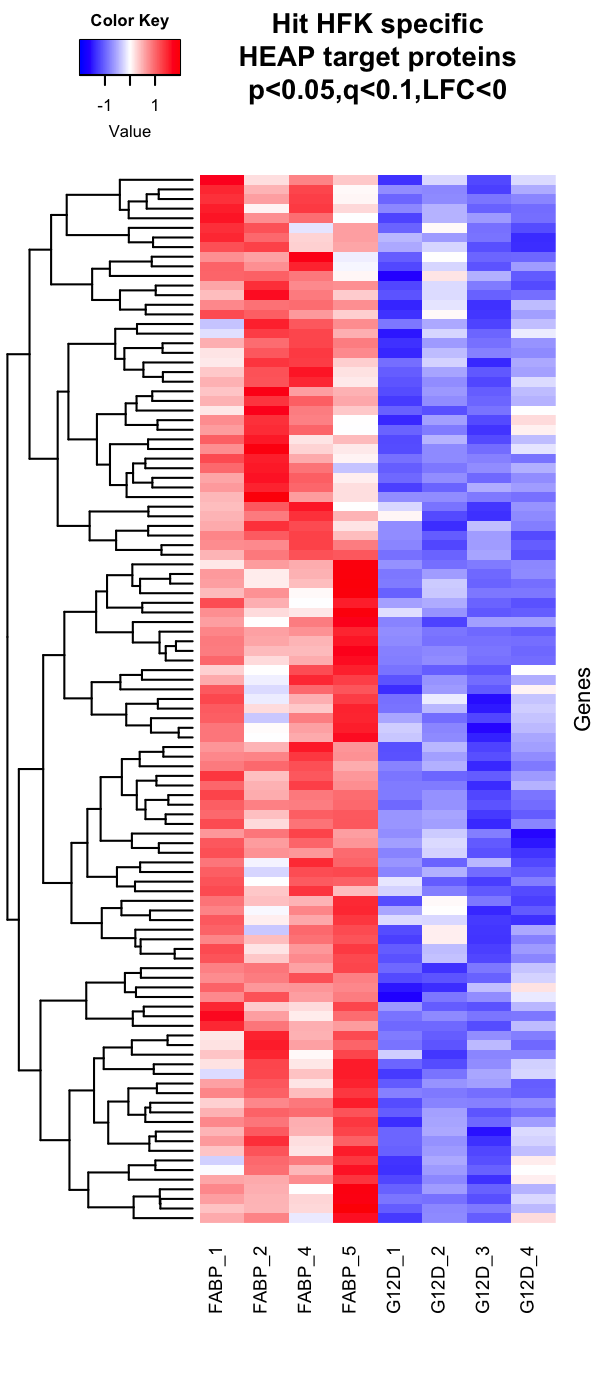 Color Key
-1 1
Value
Hit HFK specific
HEAP target proteins
p<0.05,q<0.1,LFC<0
Genes
FABP_1
FABP_2
FABP_4
FABP_5
G12D_1
G12D_2
G12D_3
G12D_4